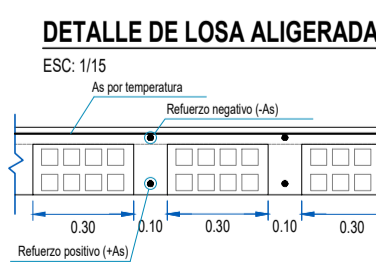 DETALLE DE LOSA ALIGERADA
ESC: 1/15
As por temperatura
Refuerzo negativo (-As)
0.30 0.10 0.30 0.10 0.30
Refuerzo positivo (+As)